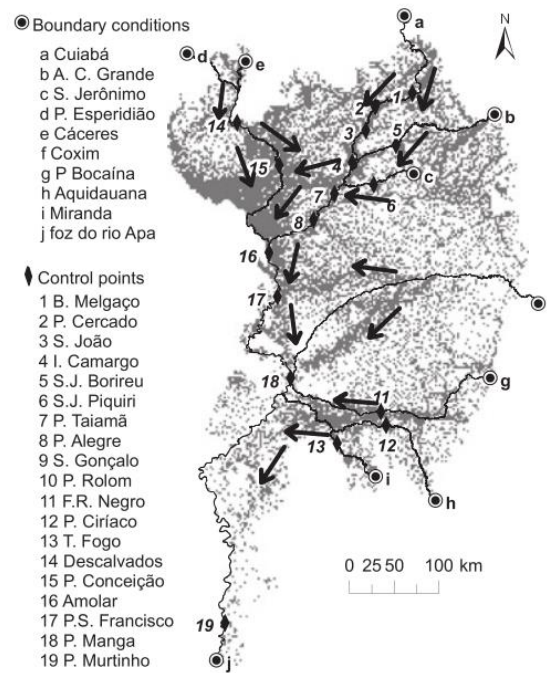 Boundary conditions
a Cuiabá
b A. C. Grande
c S. Jerônimo
d P. Esperidião
e Cáceres
f Coxim
g P Bocaína
h Aquidauana
i Miranda
j foz do rio Apa
Control points
1 B. Melgaço
2 P. Cercado
3 S. João
4 I. Camargo
5 S.J. Borireu
6 S.J. Piquiri
7 P. Taiamã
8 P. Alegre
9 S. Gonçalo
10 P. Rolom
11 F.R. Negro
12 P. Ciríaco
13 T. Fogo
14 Descalvados
15 P. Conceição
16 Amolar
17 P.S. Francisco
18 P. Manga
19 P. Murtinho
N
a
d
e
1
2
14
b
3
5
15
4
c
7
6
8
16
17
18
g
11
12
13
i
h
0 25 50 100 km
19
j